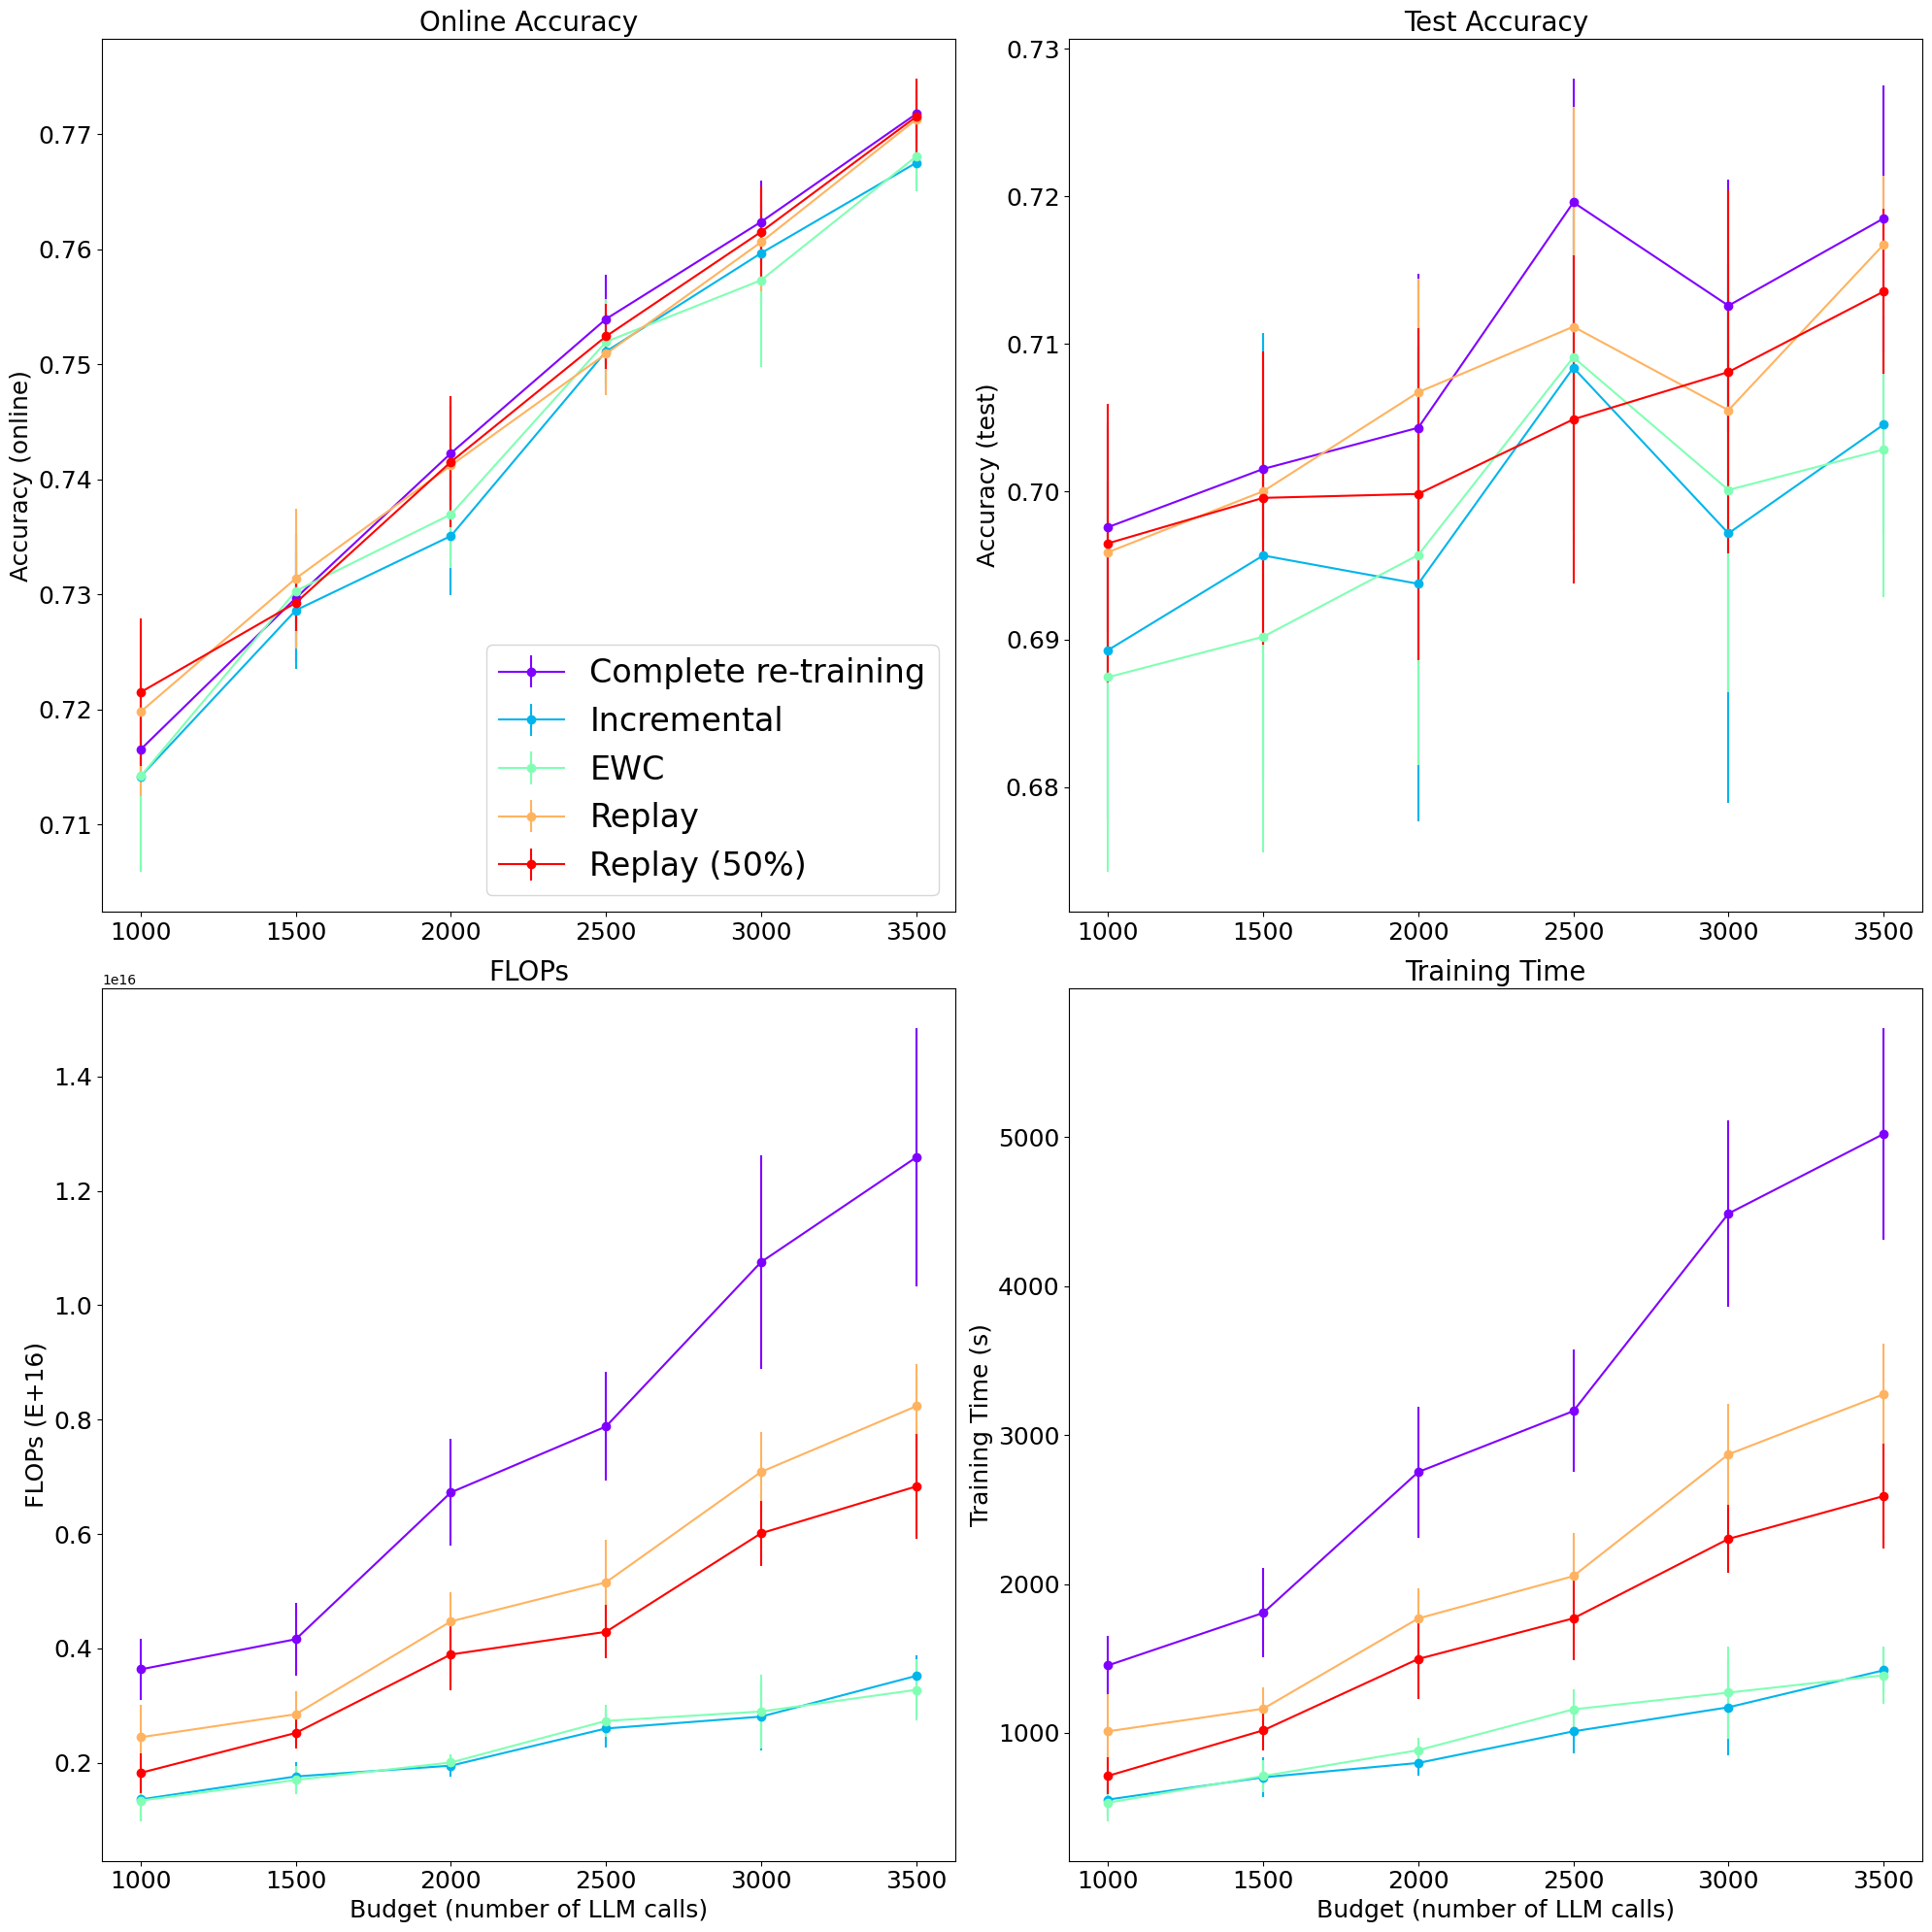 Online Accuracy
Accuracy (online)
0.77
0.76
0.75
0.74
0.73
0.72
0.71
Complete re-training
Incremental
EWC
Replay
Replay (50%)
1000 1500 2000 2500 3000 3500
Test Accuracy
Accuracy (test)
0.73
0.72
0.71
0.70
0.69
0.68
1000 1500 2000 2500 3000 3500
FLOPs
1e16
FLOPs (E+16)
1.4
1.2
1.0
0.8
0.6
0.4
0.2
1000 1500 2000 2500 3000 3500
Budget (number of LLM calls)
Training Time
Training Time (s)
5000
4000
3000
2000
1000
1000 1500 2000 2500 3000 3500
Budget (number of LLM calls)